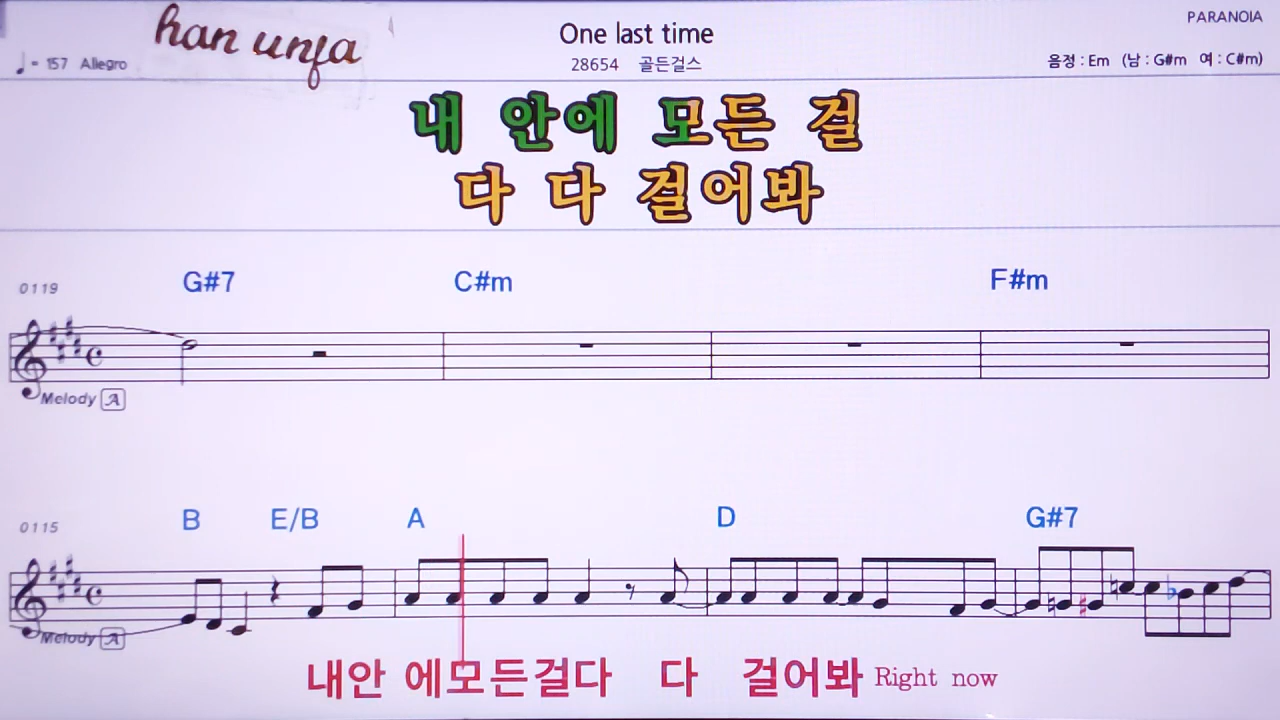 PARANOIA
han unfa
One last time
♩= 157 Allegro
28654 골든걸스
음정 : Em (남 : G#m 여 : C#m)
내 안에 모든 걸
다 다 걸어봐
G#7 C#m F#m
0119
Melody A
B E/B A D G#7
0115
Melody A
내안 에모든걸다 다 걸어봐 Right now